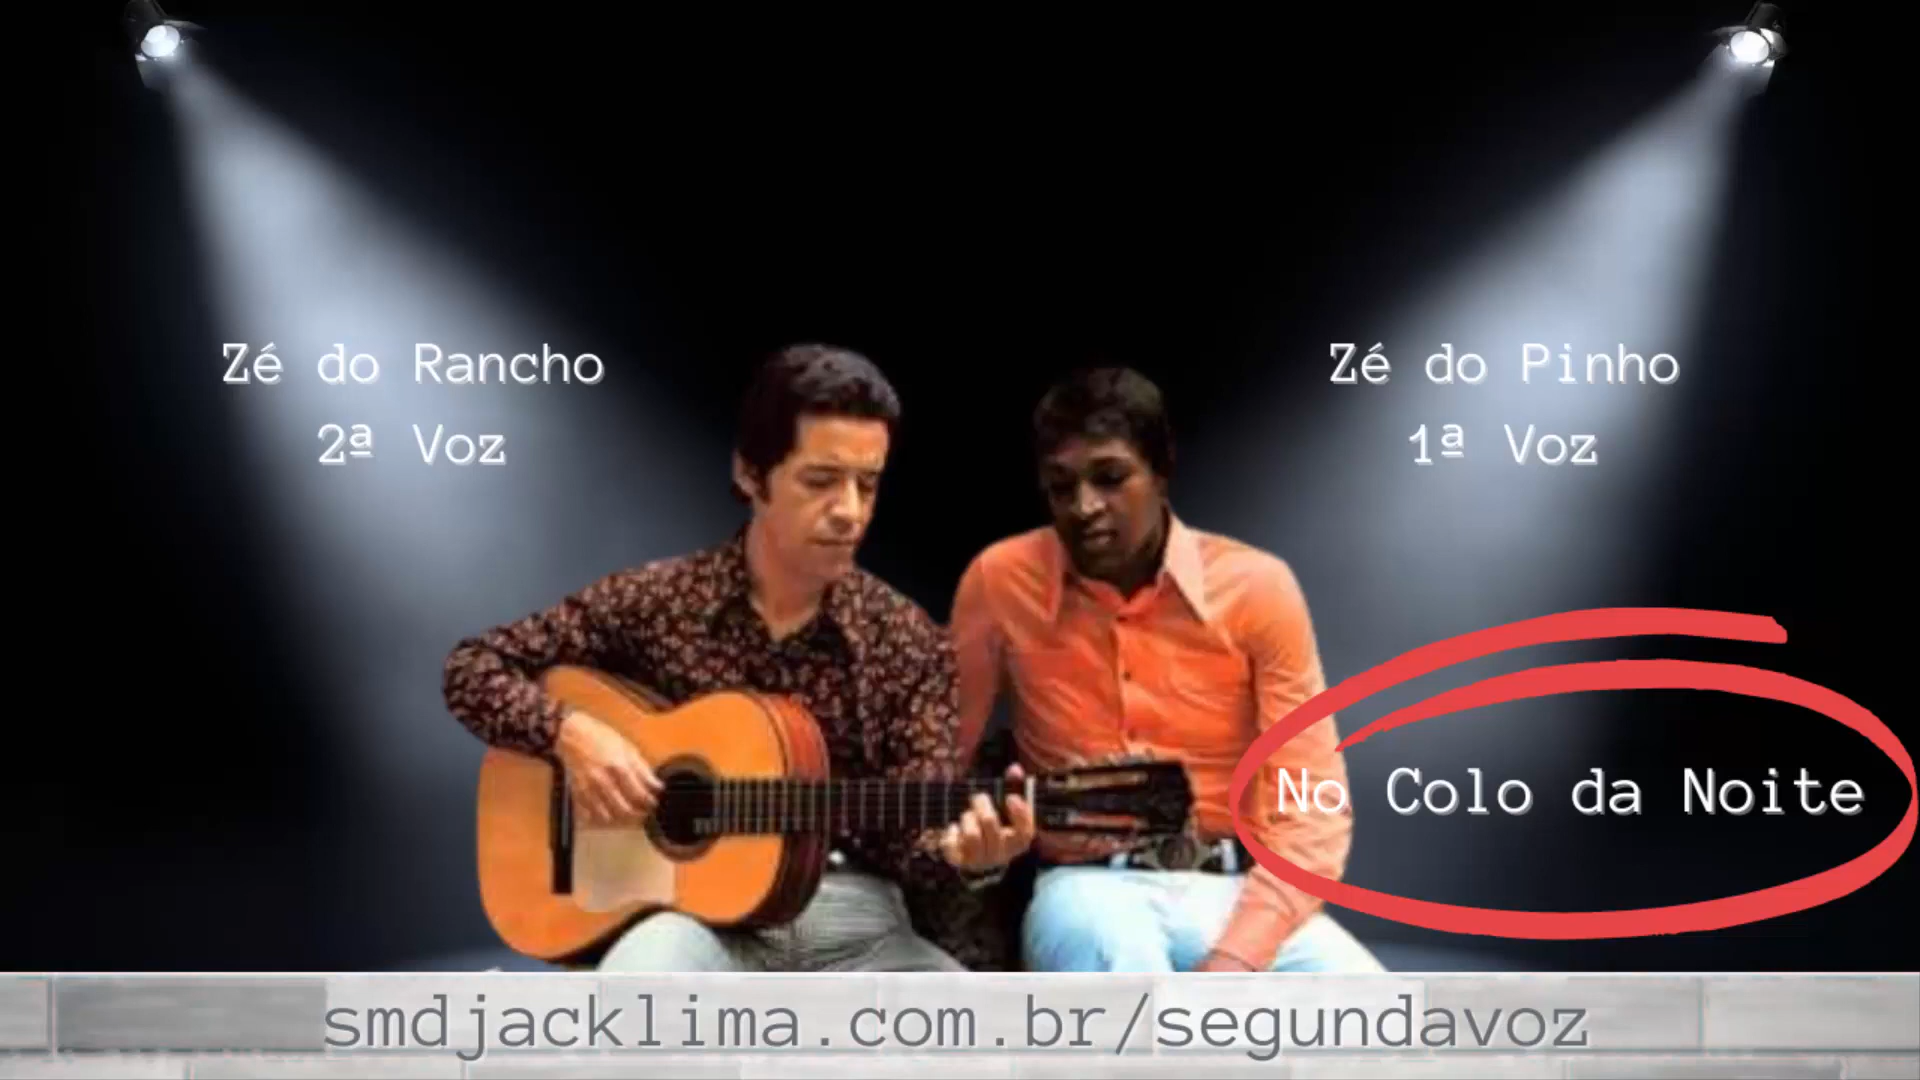 Zé do Rancho
2ª Voz
Zé do Pinho
1ª Voz
No Colo da Noite
smdjacklima.com.br/segundavoz